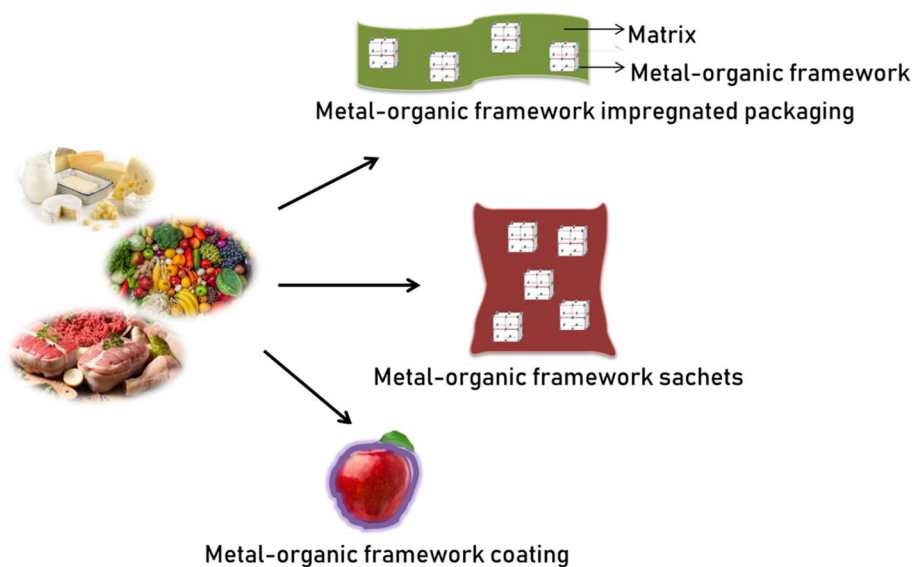 Matrix
Metal-organic framework
Metal-organic framework impregnated packaging
Metal-organic framework sachets
Metal-organic framework coating